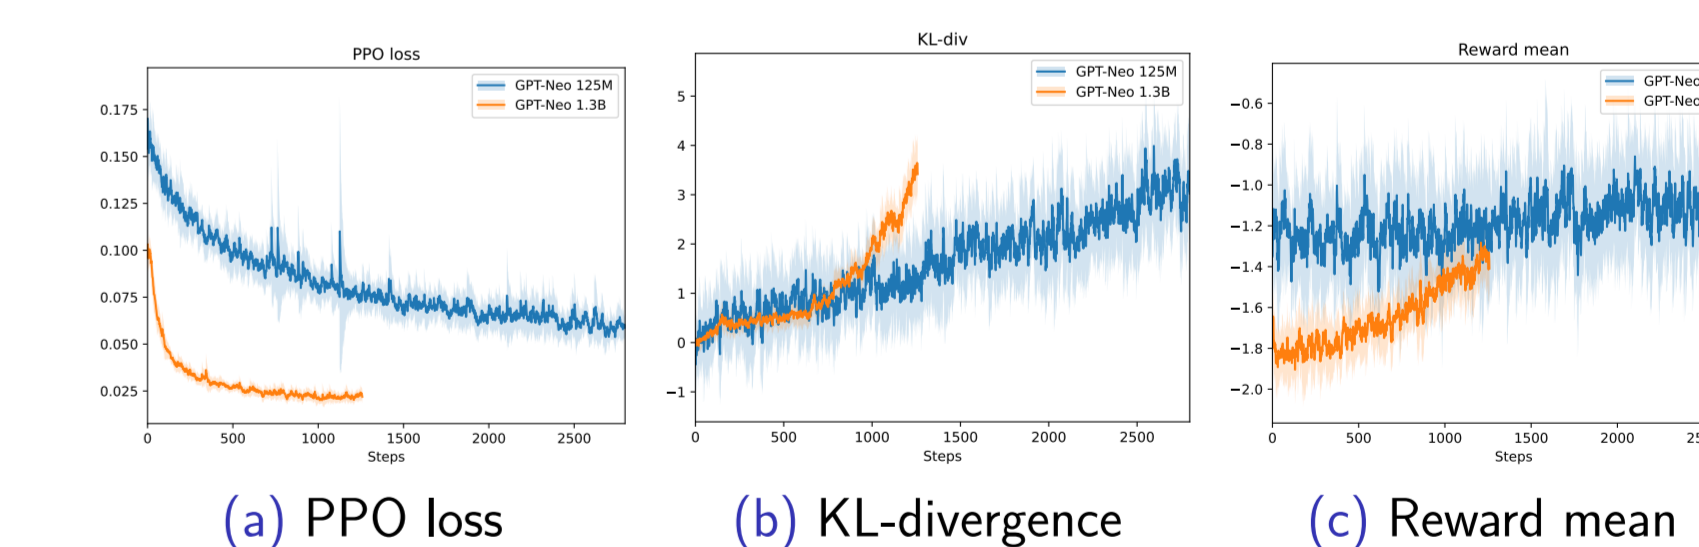 PPO loss
GPT-Neo 125M
GPT-Neo 1.3B
0.175
0.150
0.125
0.100
0.075
0.050
0.025
0 500 1000 1500 2000 2500
Steps
(a) PPO loss
KL-div
GPT-Neo 125M
GPT-Neo 1.3B
5
4
3
2
1
0
−1
0 500 1000 1500 2000 2500
Steps
(b) KL-divergence
Reward mean
GPT-Neo
GPT-Neo
−0.6
−0.8
−1.0
−1.2
−1.4
−1.6
−1.8
−2.0
0 500 1000 1500 2000
Steps
(c) Reward mean